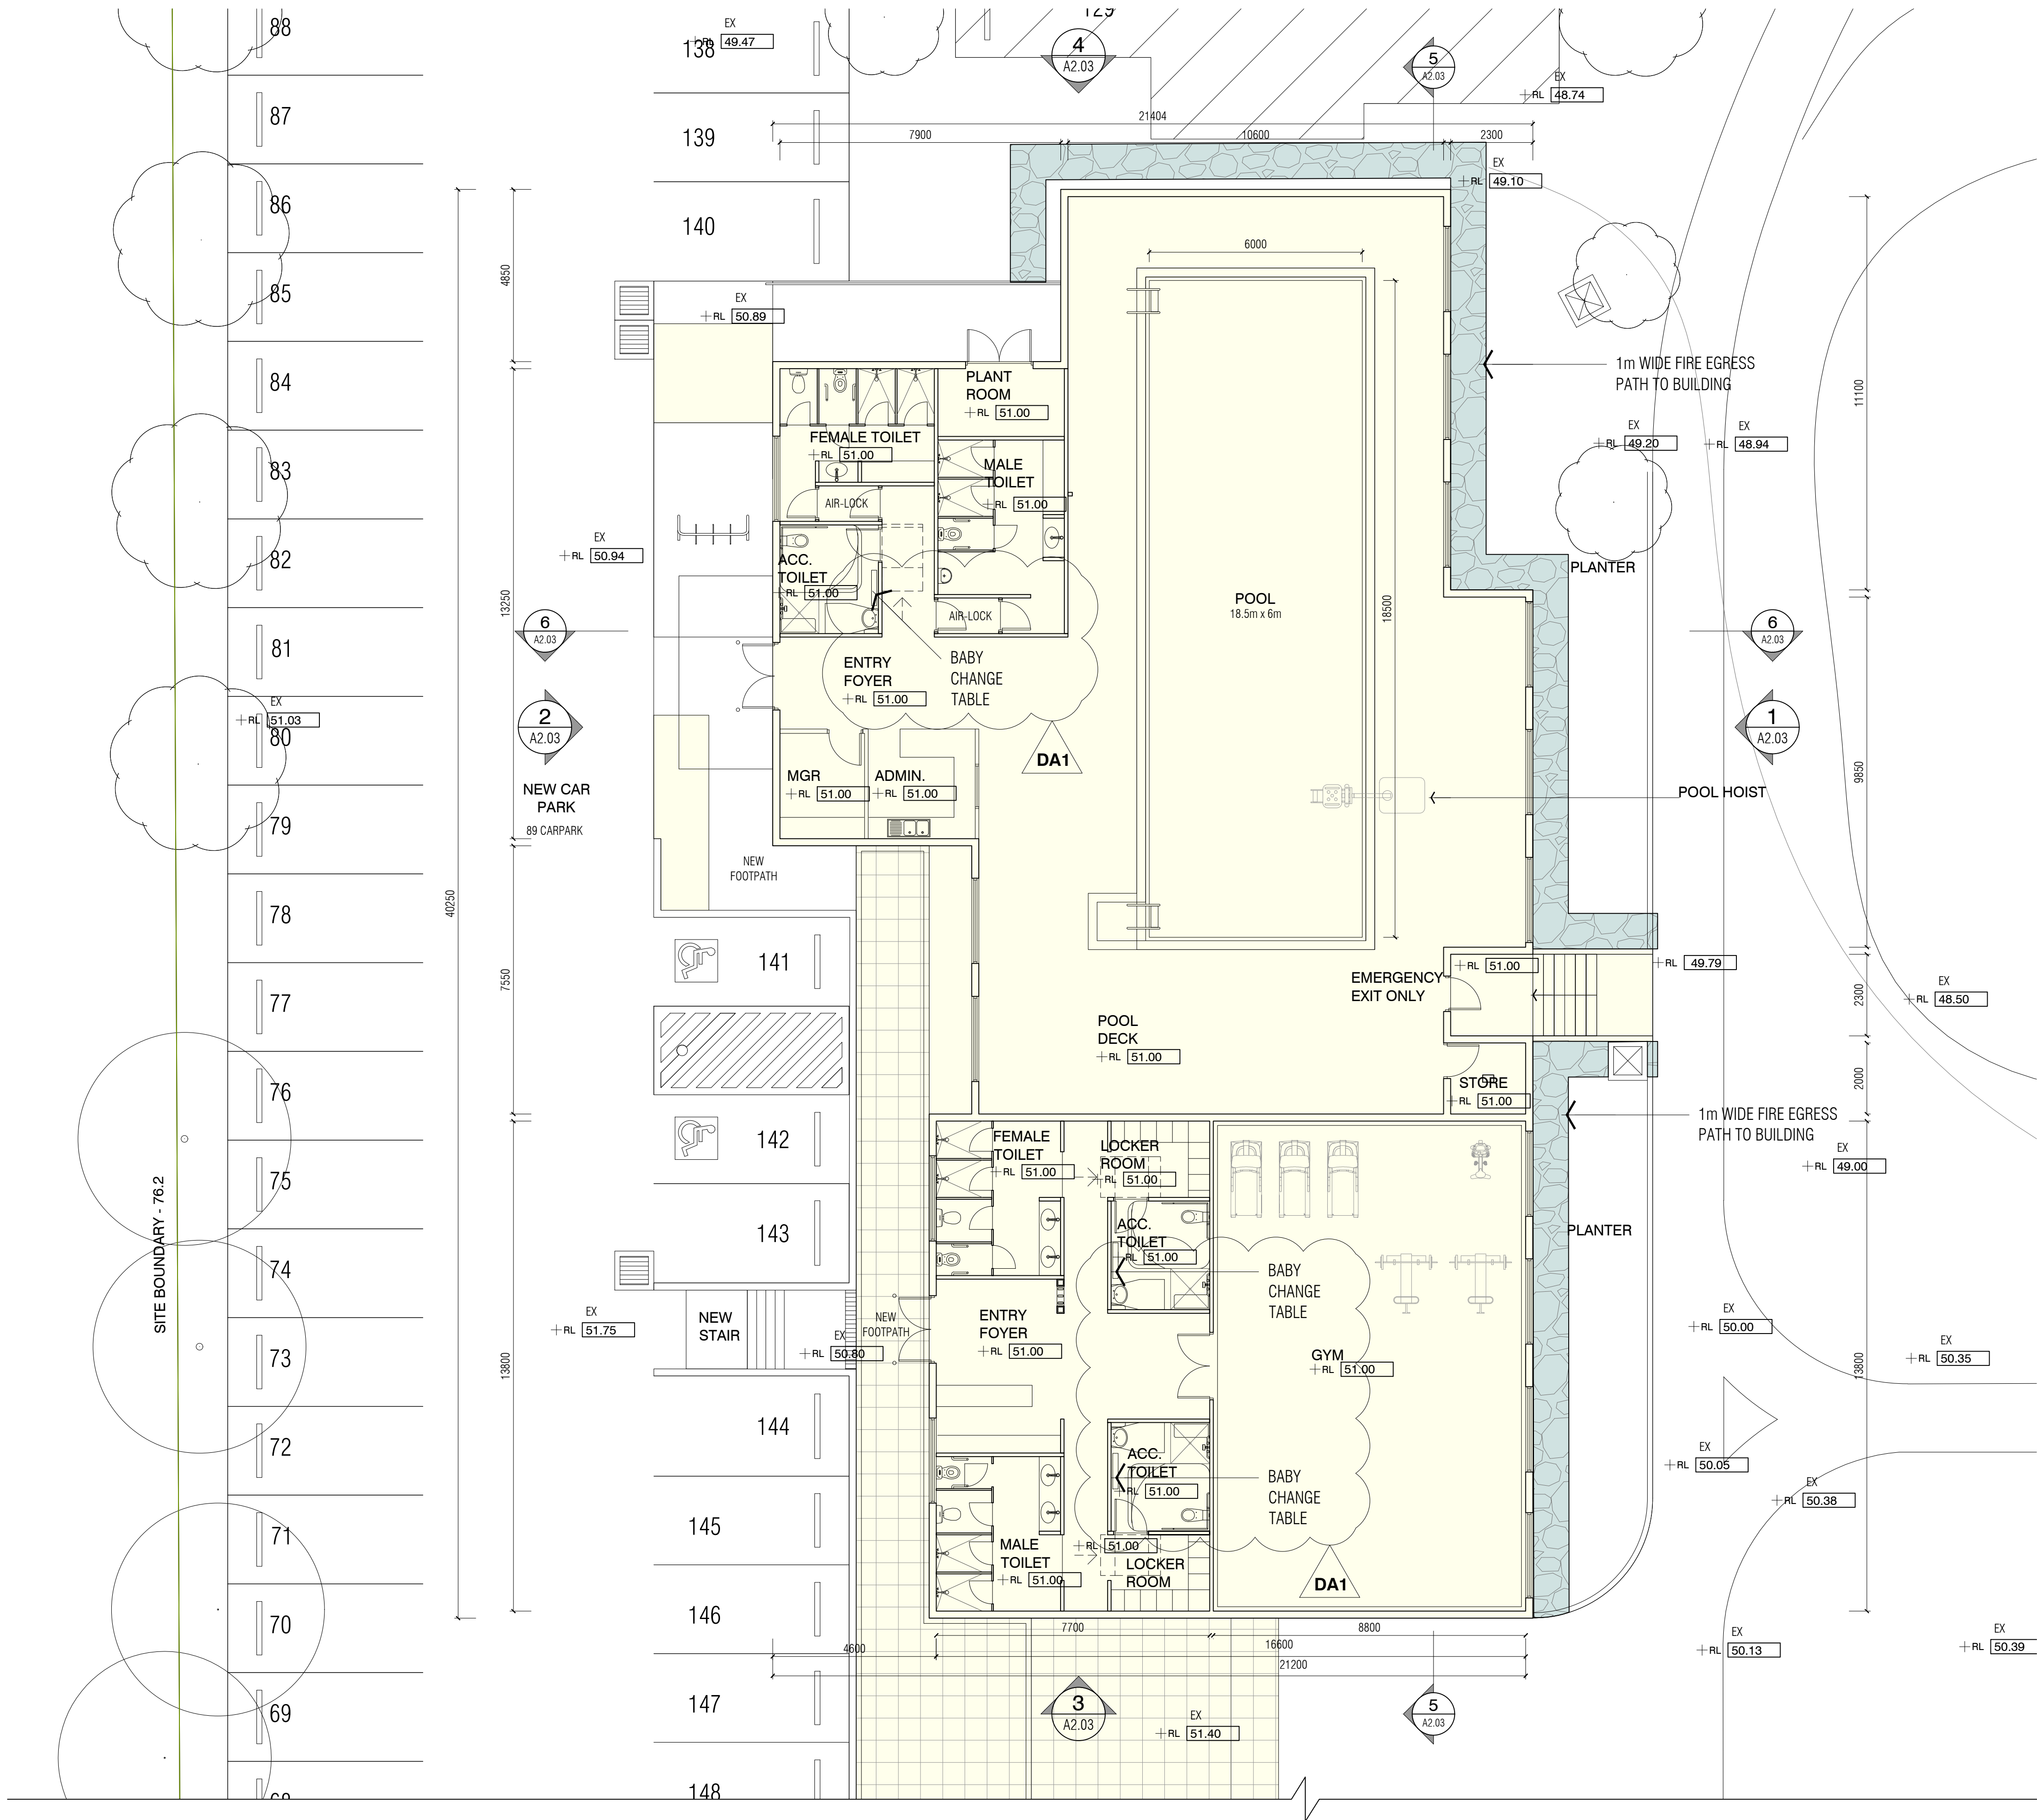 88
EX
RL 49.47
138
129
4
A2.03
5
A2.03
EX
RL 48.74
87
139
21404
7900
10600
2300
EX
RL 49.10
86
140
6000
4850
85
EX
RL 50.89
84
PLANT
ROOM
RL 51.00
1m WIDE FIRE EGRESS
PATH TO BUILDING
11100
83
FEMALE TOILET
RL 51.00
MALE
TOILET
RL 51.00
AIR-LOCK
EX
RL 49.20
EX
RL 48.94
82
EX
RL 50.94
ACC.
TOILET
RL 51.00
PLANTER
13250
POOL
18.5m x 6m
18500
AIR-LOCK
6
A2.03
6
A2.03
81
ENTRY
FOYER
RL 51.00
BABY
CHANGE
TABLE
EX
RL 51.03
80
2
A2.03
1
A2.03
DA1
MGR
RL 51.00
ADMIN.
RL 51.00
NEW CAR
PARK
89 CARPARK
POOL HOIST
9850
79
NEW
FOOTPATH
40250
78
141
7550
77
EMERGENCY
EXIT ONLY
RL 51.00
RL 49.79
2300
EX
RL 48.50
POOL
DECK
RL 51.00
76
STORE
RL 51.00
2000
142
1m WIDE FIRE EGRESS
PATH TO BUILDING
FEMALE
TOILET
RL 51.00
LOCKER
ROOM
RL 51.00
EX
RL 49.00
75
SITE BOUNDARY - 76.2
143
ACC.
TOILET
RL 51.00
PLANTER
74
BABY
CHANGE
TABLE
EX
RL 51.75
NEW
STAIR
EX
RL 50.80
NEW
FOOTPATH
ENTRY
FOYER
RL 51.00
GYM
RL 51.00
EX
RL 50.00
EX
RL 50.35
73
13800
13800
144
72
ACC.
TOILET
RL 51.00
BABY
CHANGE
TABLE
EX
RL 50.05
EX
RL 50.38
71
145
MALE
TOILET
RL 51.00
RL 51.00
LOCKER
ROOM
DA1
70
146
7700
8800
4600
16600
21200
EX
RL 50.13
EX
RL 50.39
69
147
3
A2.03
EX
RL 51.40
5
A2.03
148